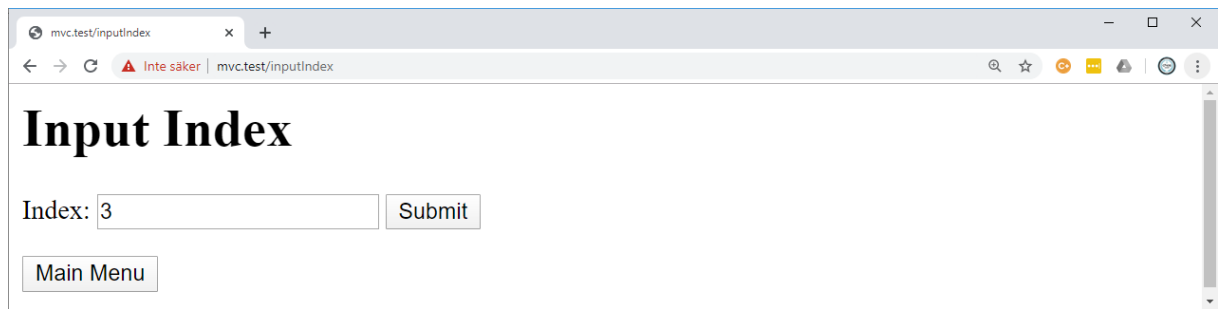 mvc.test/inputIndex
Inte säker | mvc.test/inputIndex
Input Index
Index: 3 Submit
Main Menu